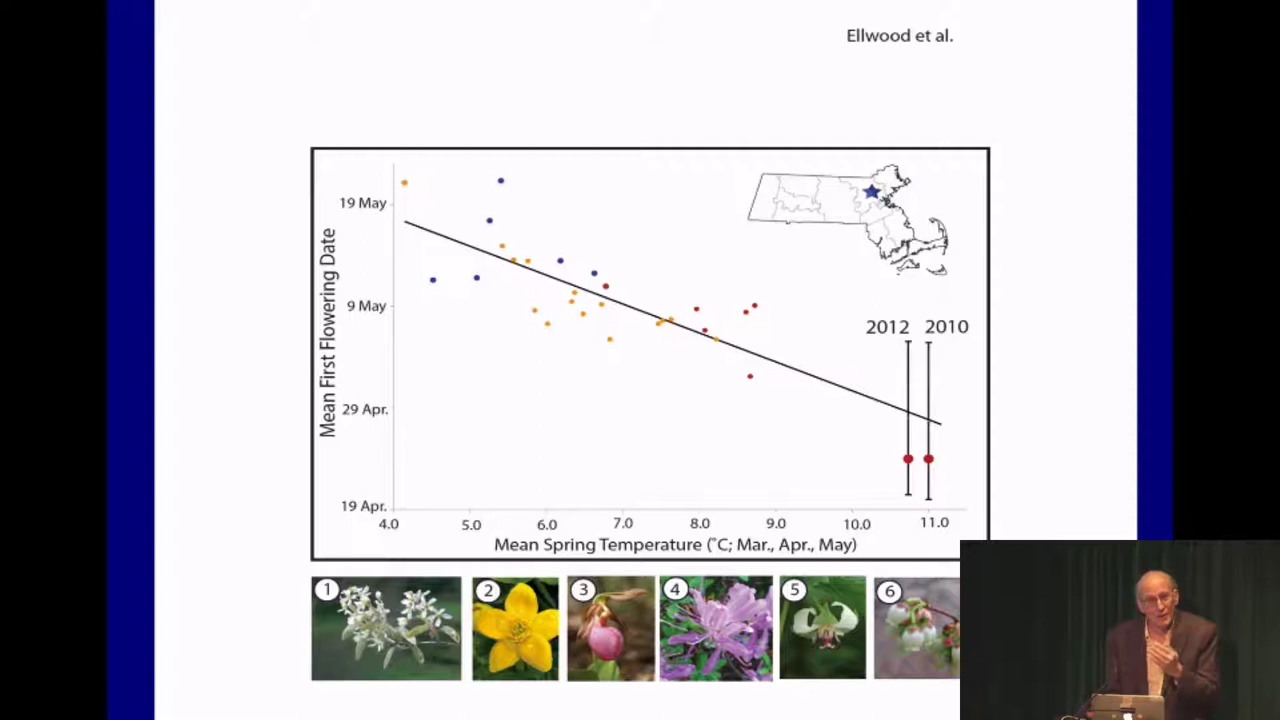 Ellwood et al.
19 May
9 May
29 Apr.
19 Apr.
Mean First Flowering Date
2012 2010
4.0 5.0 6.0 7.0 8.0 9.0 10.0 11.0
Mean Spring Temperature (˚C; Mar., Apr., May)
1 2 3 4 5 6